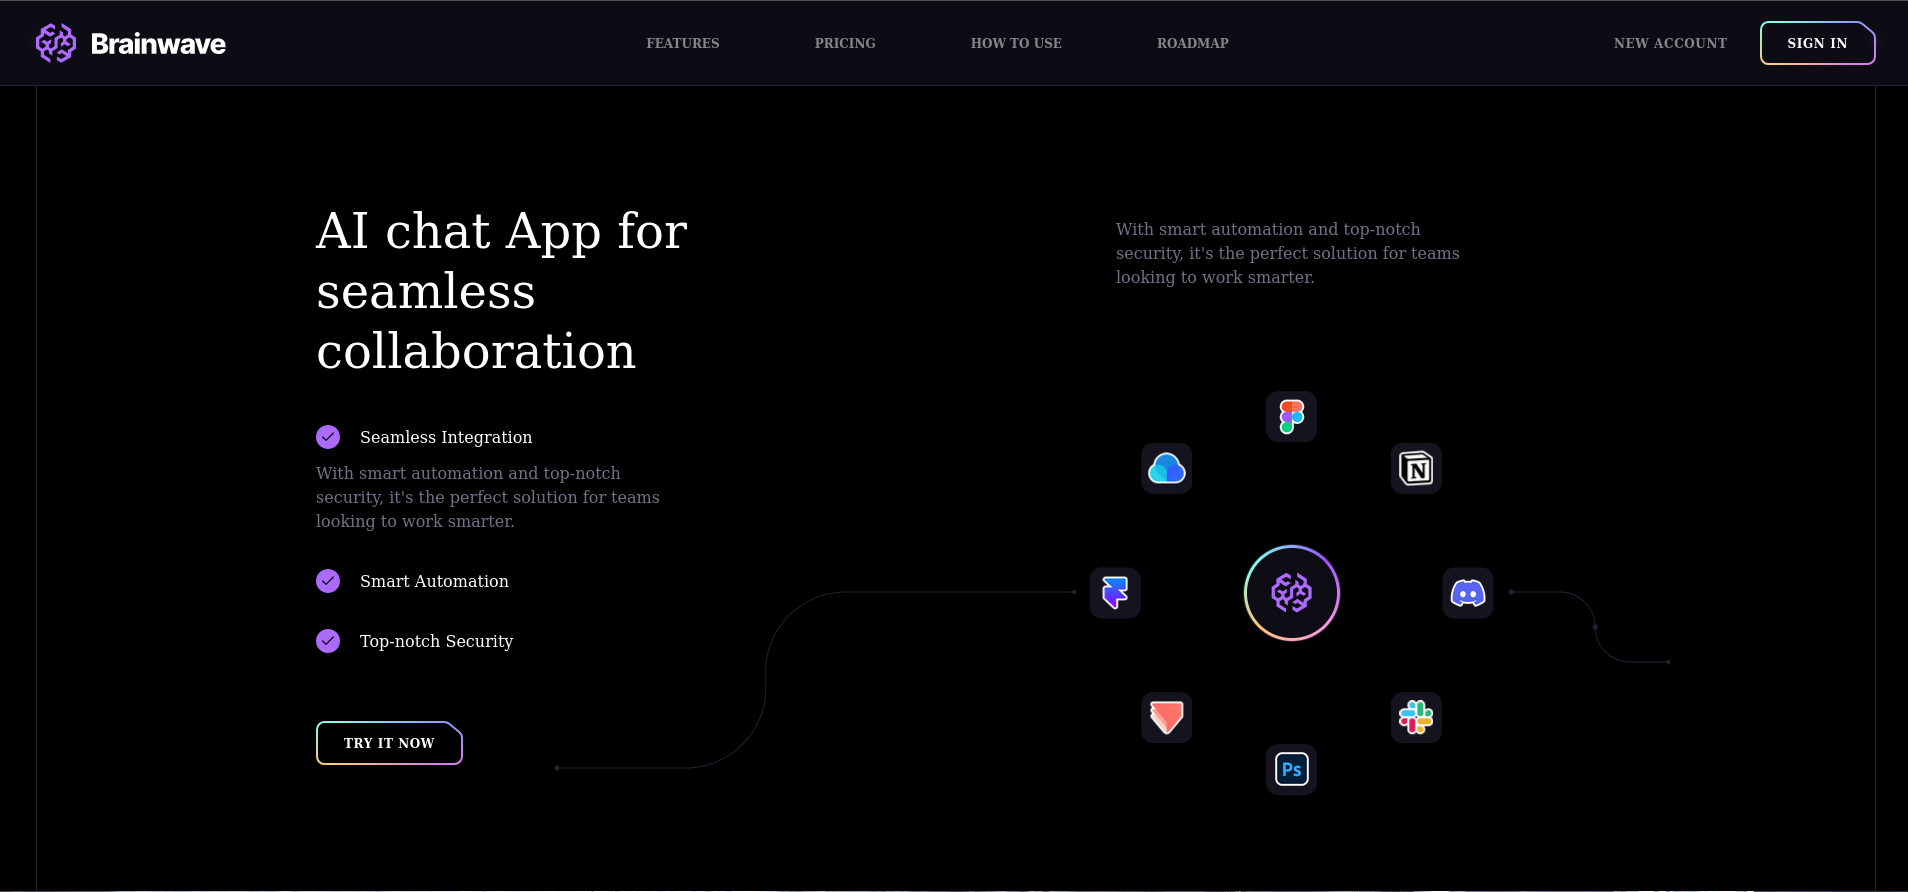 Brainwave
FEATURES
PRICING
HOW TO USE
ROADMAP
NEW ACCOUNT
SIGN IN
AI chat App for
seamless
collaboration
Seamless Integration
With smart automation and top-notch
security, it's the perfect solution for teams
looking to work smarter.
Smart Automation
Top-notch Security
TRY IT NOW
With smart automation and top-notch
security, it's the perfect solution for teams
looking to work smarter.
N
Ps